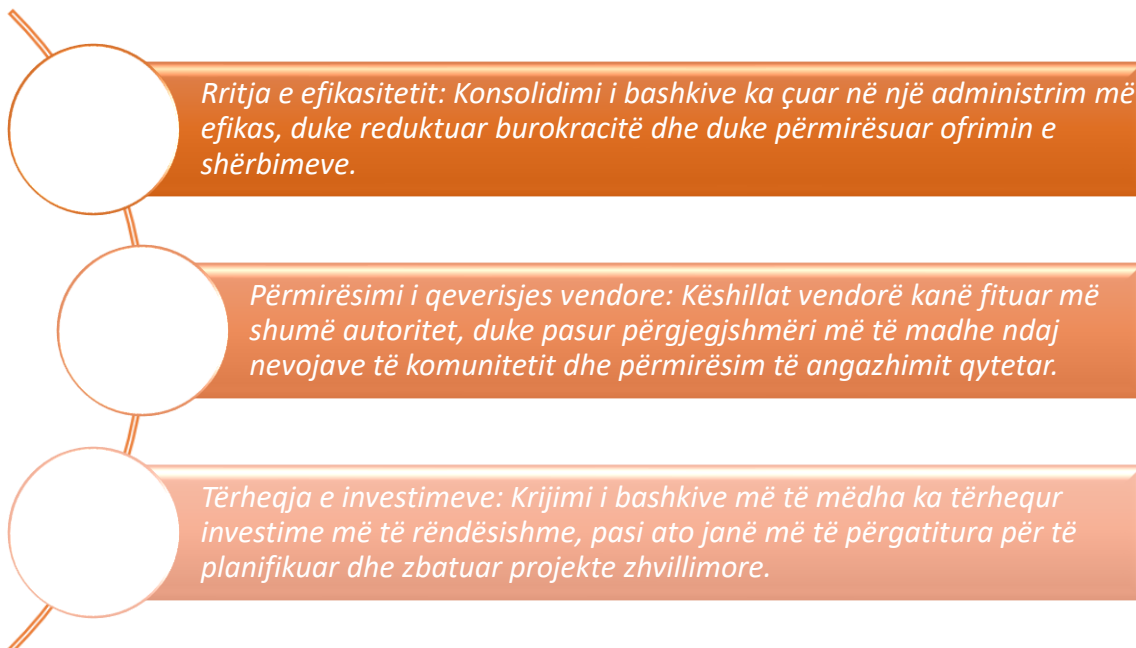 Rritja e efikasitetit: Konsolidimi i bashkive ka çuar në një administrim më
efikas, duke reduktuar burokracitë dhe duke përmirësuar ofrimin e
shërbimeve.
Përmirësimi i qeverisjes vendore: Këshillat vendorë kanë fituar më
shumë autoritet, duke pasur përgjegjshmëri më të madhe ndaj
nevojave të komunitetit dhe përmirësim të angazhimit qytetar.
Tërheqja e investimeve: Krijimi i bashkive më të mëdha ka tërhequr
investime më të rëndësishme, pasi ato janë më të përgatitura për të
planifikuar dhe zbatuar projekte zhvillimore.